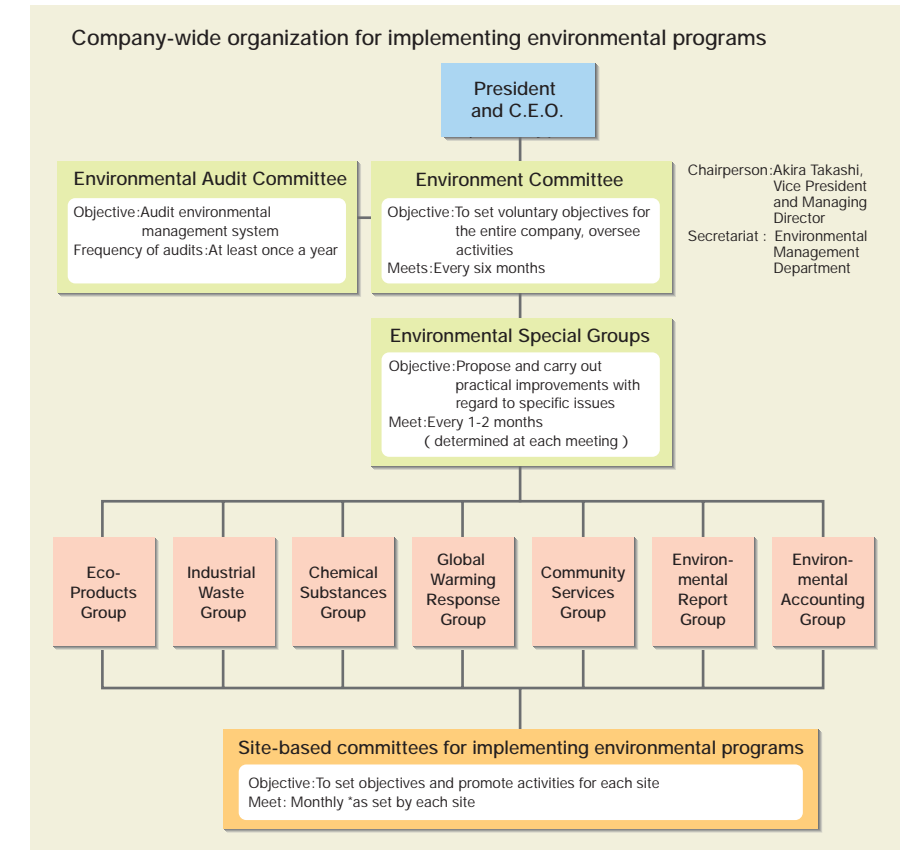 Company-wide organization for implementing environmental programs
President
and C.E.O.
Environmental Audit Committee
Objective:Audit environmental
management system
Frequency of audits:At least once a year
Environment Committee
Objective:To set voluntary objectives for
the entire company, oversee
activities
Meets:Every six months
Chairperson:Akira Takashi,
Vice President
and Managing
Director
Secretariat : Environmental
Management
Department
Environmental Special Groups
Objective:Propose and carry out
practical improvements with
regard to specific issues
Meet:Every 1-2 months
( determined at each meeting )
Eco-
Products
Group
Industrial
Waste
Group
Chemical
Substances
Group
Global
Warming
Response
Group
Community
Services
Group
Environ-
mental
Report
Group
Environ-
mental
Accounting
Group
Site-based committees for implementing environmental programs
Objective:To set objectives and promote activities for each site
Meet: Monthly *as set by each site